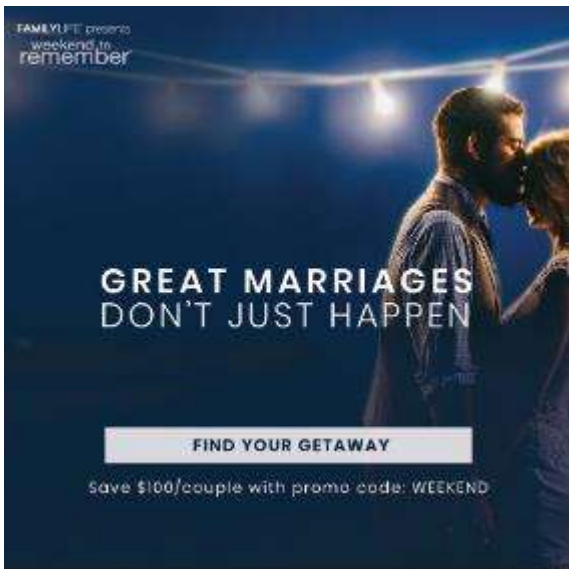 FAMILYLIFE presents
weekend to
remember
GREAT MARRIAGES
DON'T JUST HAPPEN
FIND YOUR GETAWAY
Save $100/couple with promo code: WEEKEND